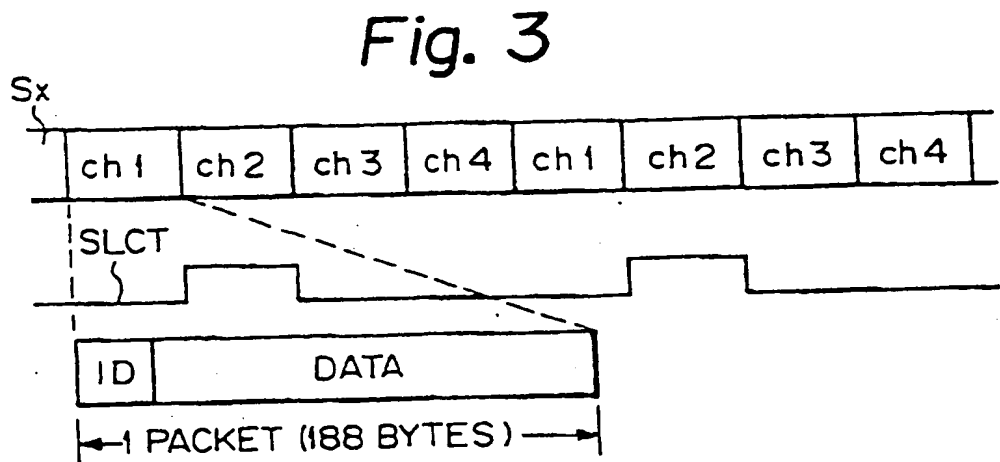 Fig. 3
Sx
ch1 ch2 ch3 ch4 ch1 ch2 ch3 ch4
SLCT
ID DATA
1 PACKET (188 BYTES)